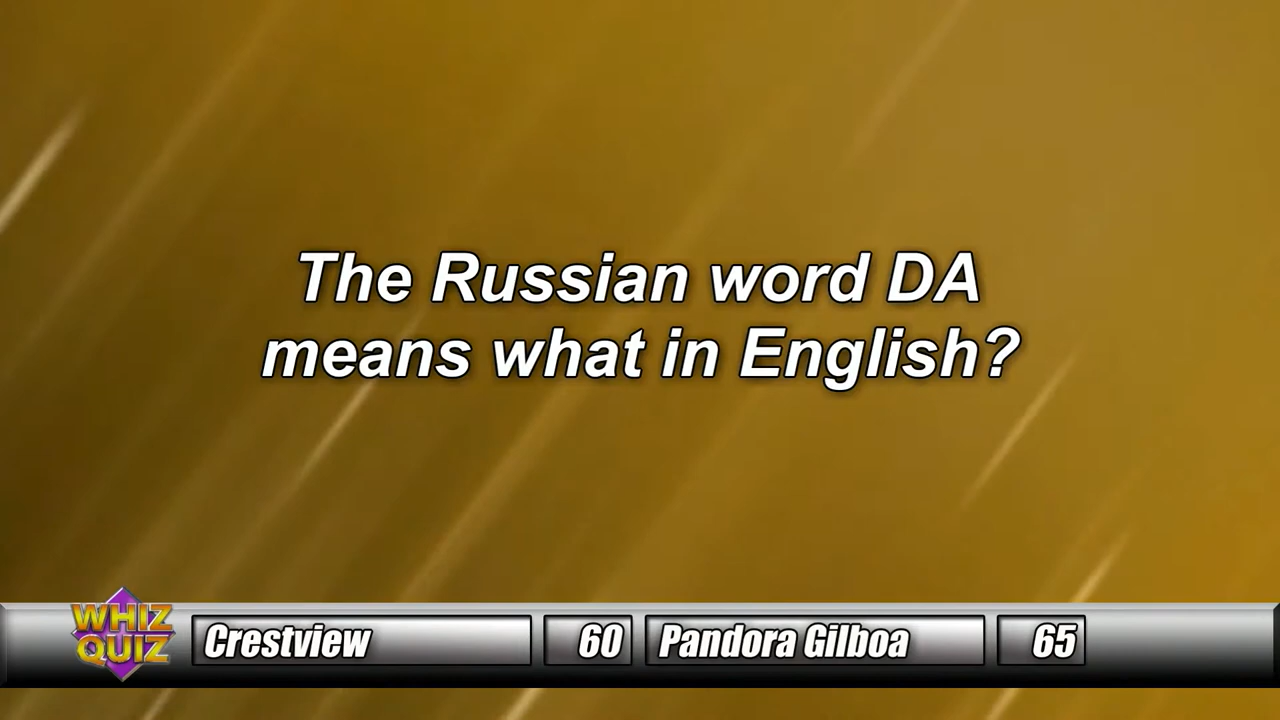 The Russian word DA
means what in English?
WHIZ
QUIZ
Crestview
60
Pandora Gilboa
65